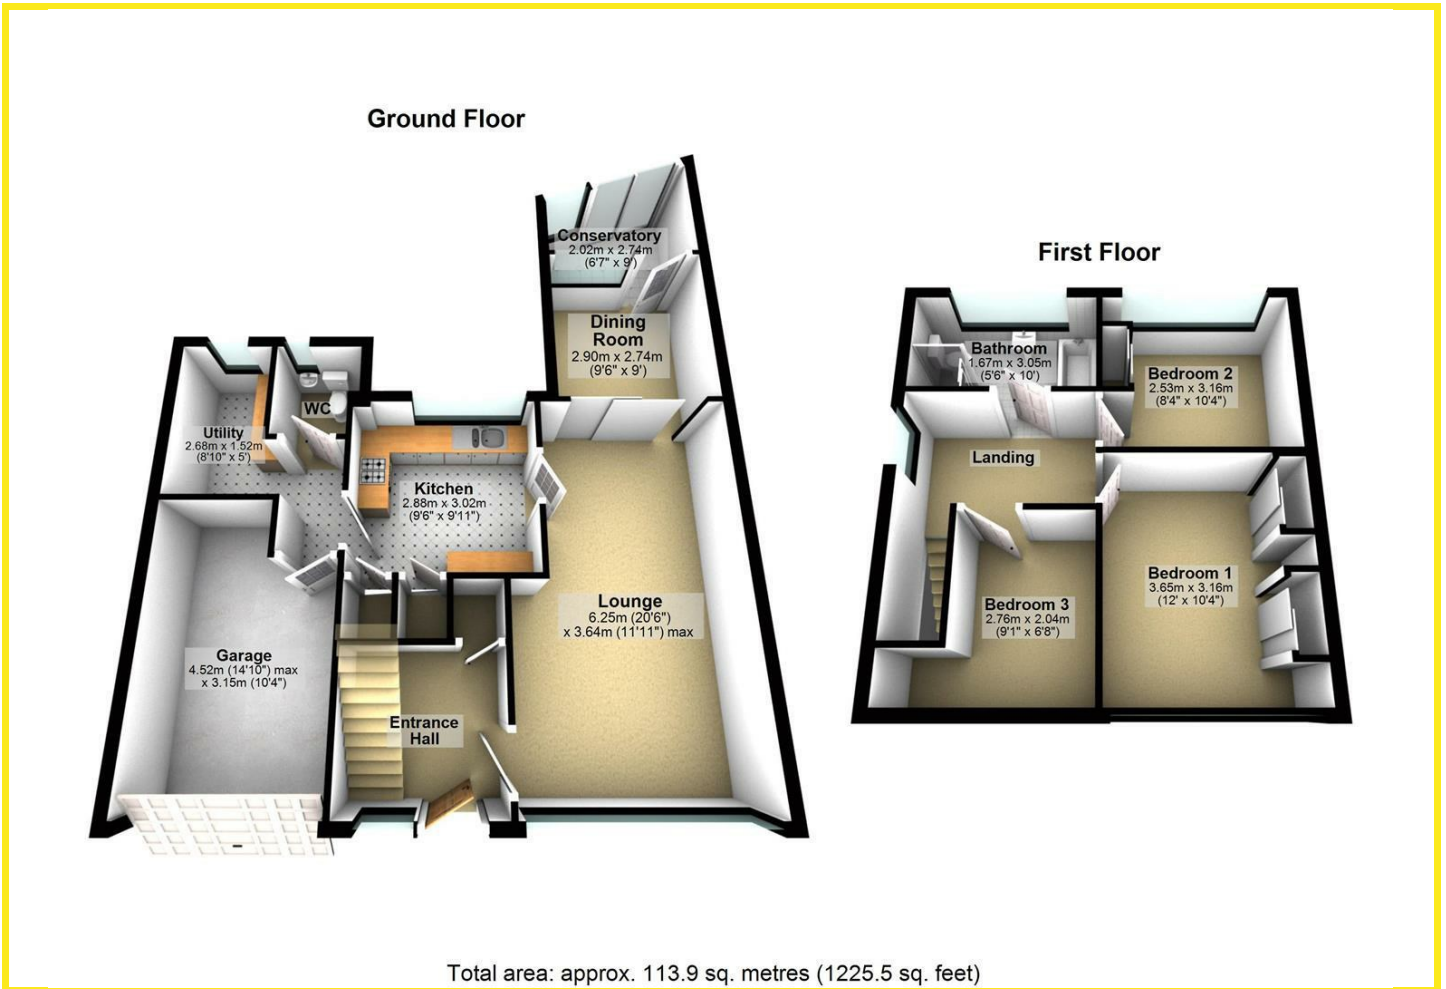 Ground Floor
Conservatory
2.02m x 2.74m
(6'7" x 9')
Dining
Room
2.90m x 2.74m
(9'6" x 9')
WC
Utility
2.68m x 1.52m
(8'10" x 5')
Kitchen
2.88m x 3.02m
(9'6" x 9'11")
Lounge
6.25m (20'6")
x 3.64m (11'11") max
Garage
4.52m (14'10") max
x 3.15m (10'4")
Entrance
Hall
First Floor
Bathroom
1.67m x 3.05m
(5'6" x 10')
Bedroom 2
2.53m x 3.16m
(8'4" x 10'4")
Landing
Bedroom 1
3.65m x 3.16m
(12' x 10'4")
Bedroom 3
2.76m x 2.04m
(9'1" x 6'8")
Total area: approx. 113.9 sq. metres (1225.5 sq. feet)